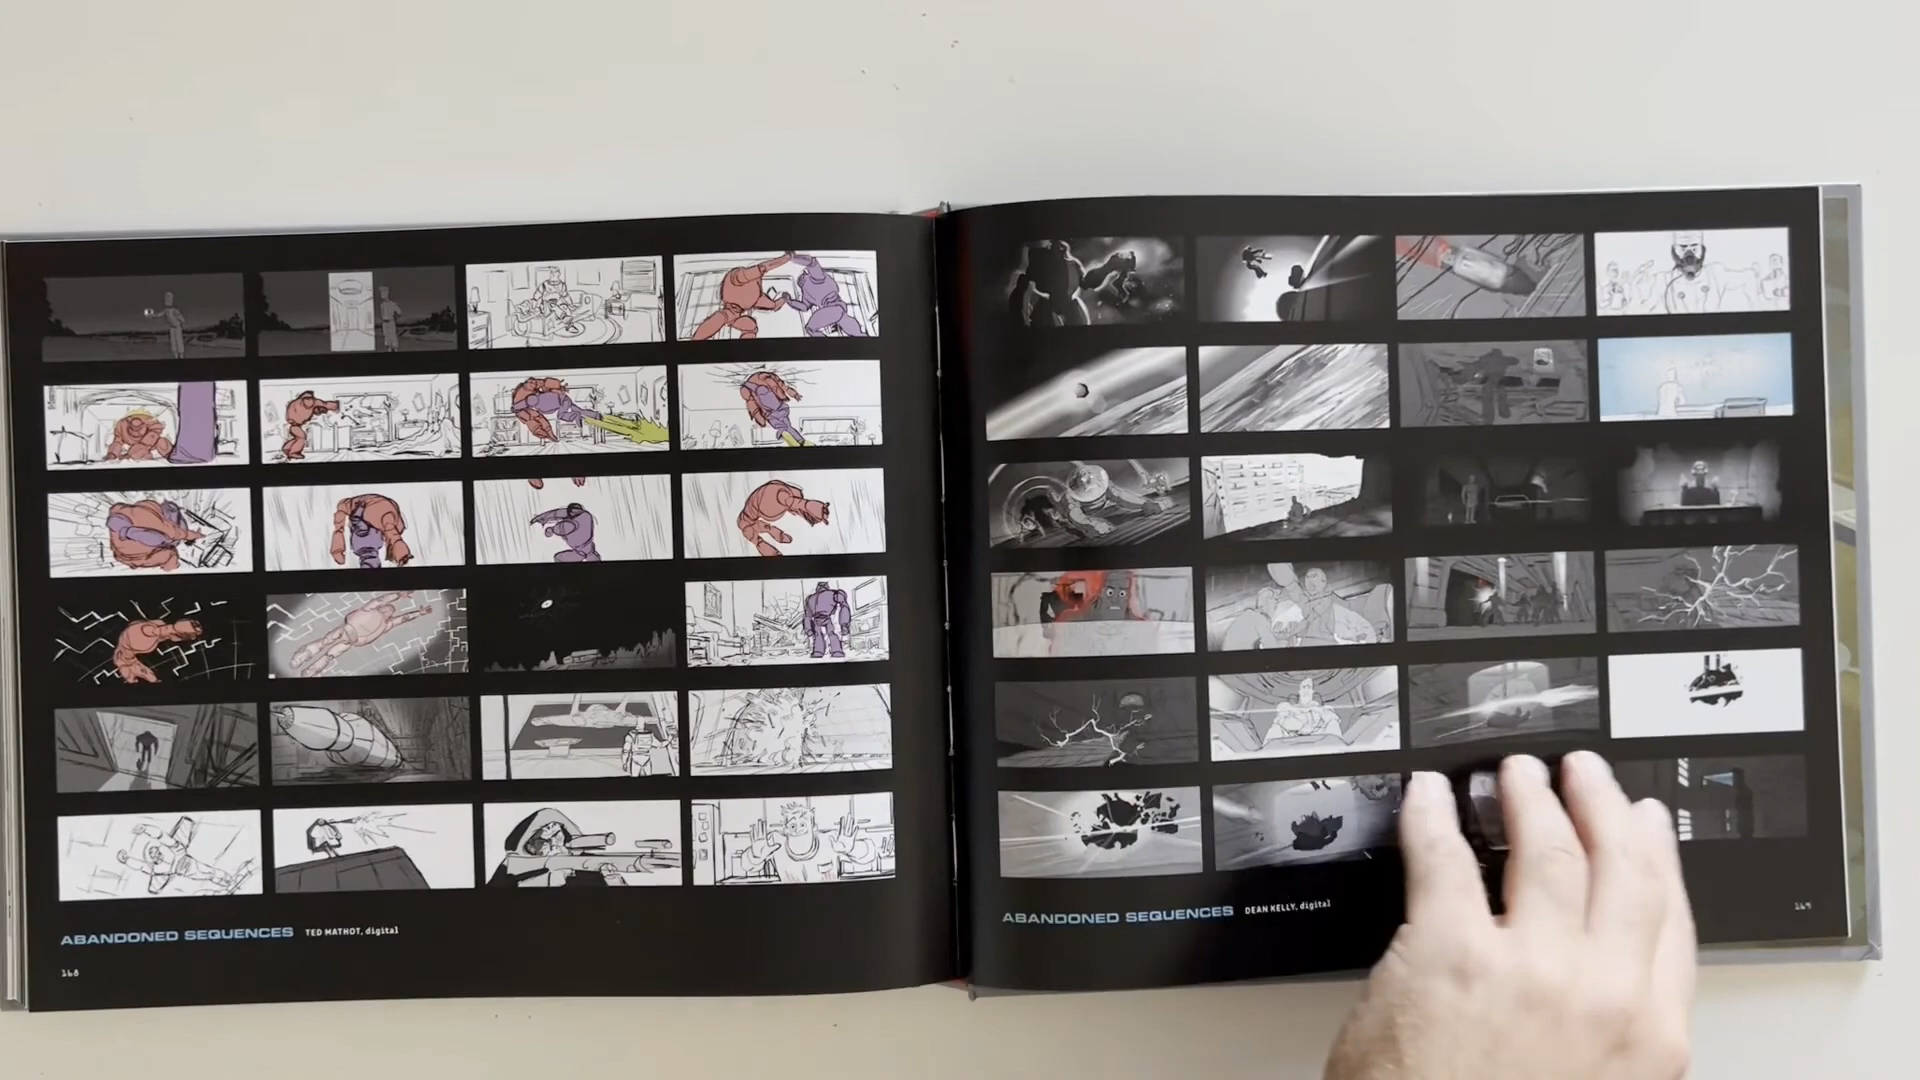 ABANDONED SEQUENCES TED MATHOT, digital
168
ABANDONED SEQUENCES DEAN KELLY, digital
169